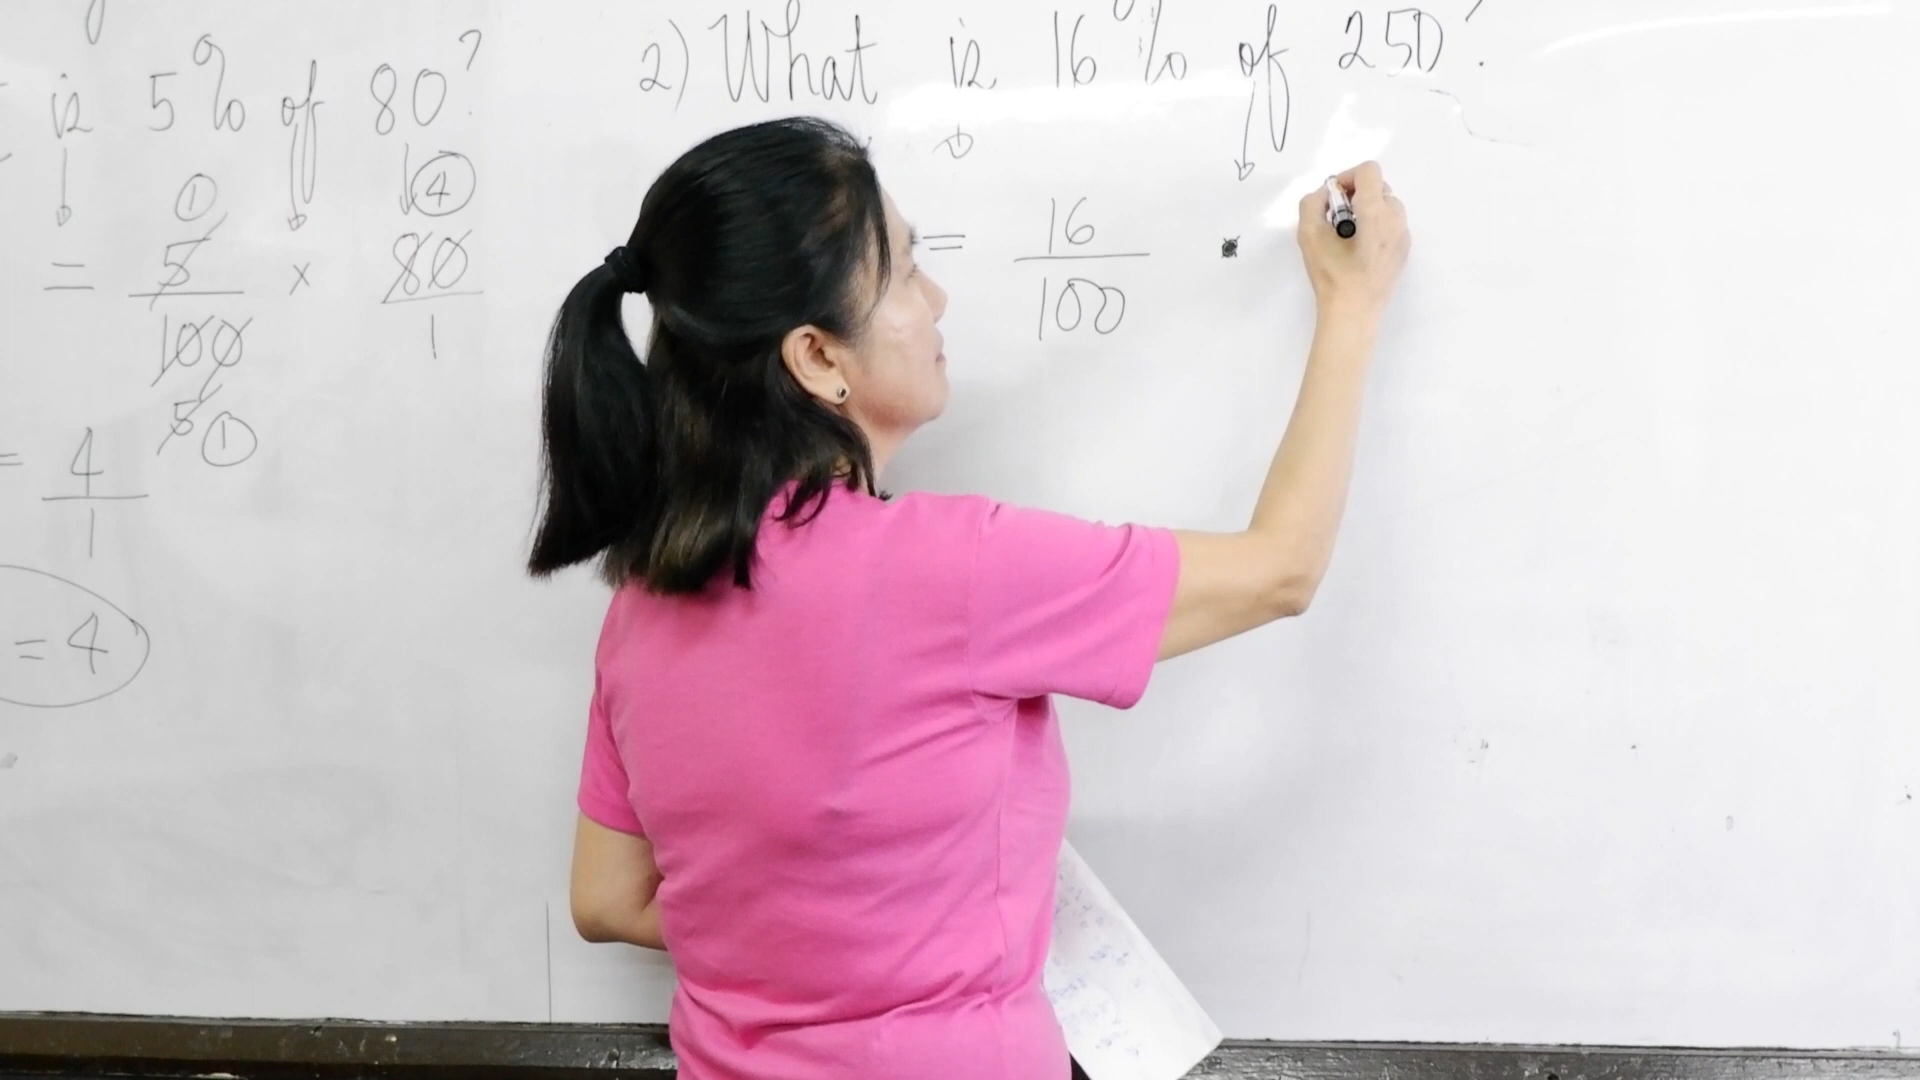 is 5% of 80?
1 4
= 5/100 × 80/1
5 1
= 4/1
= 4
2) What is 16% of 250?
= 16/100 ·